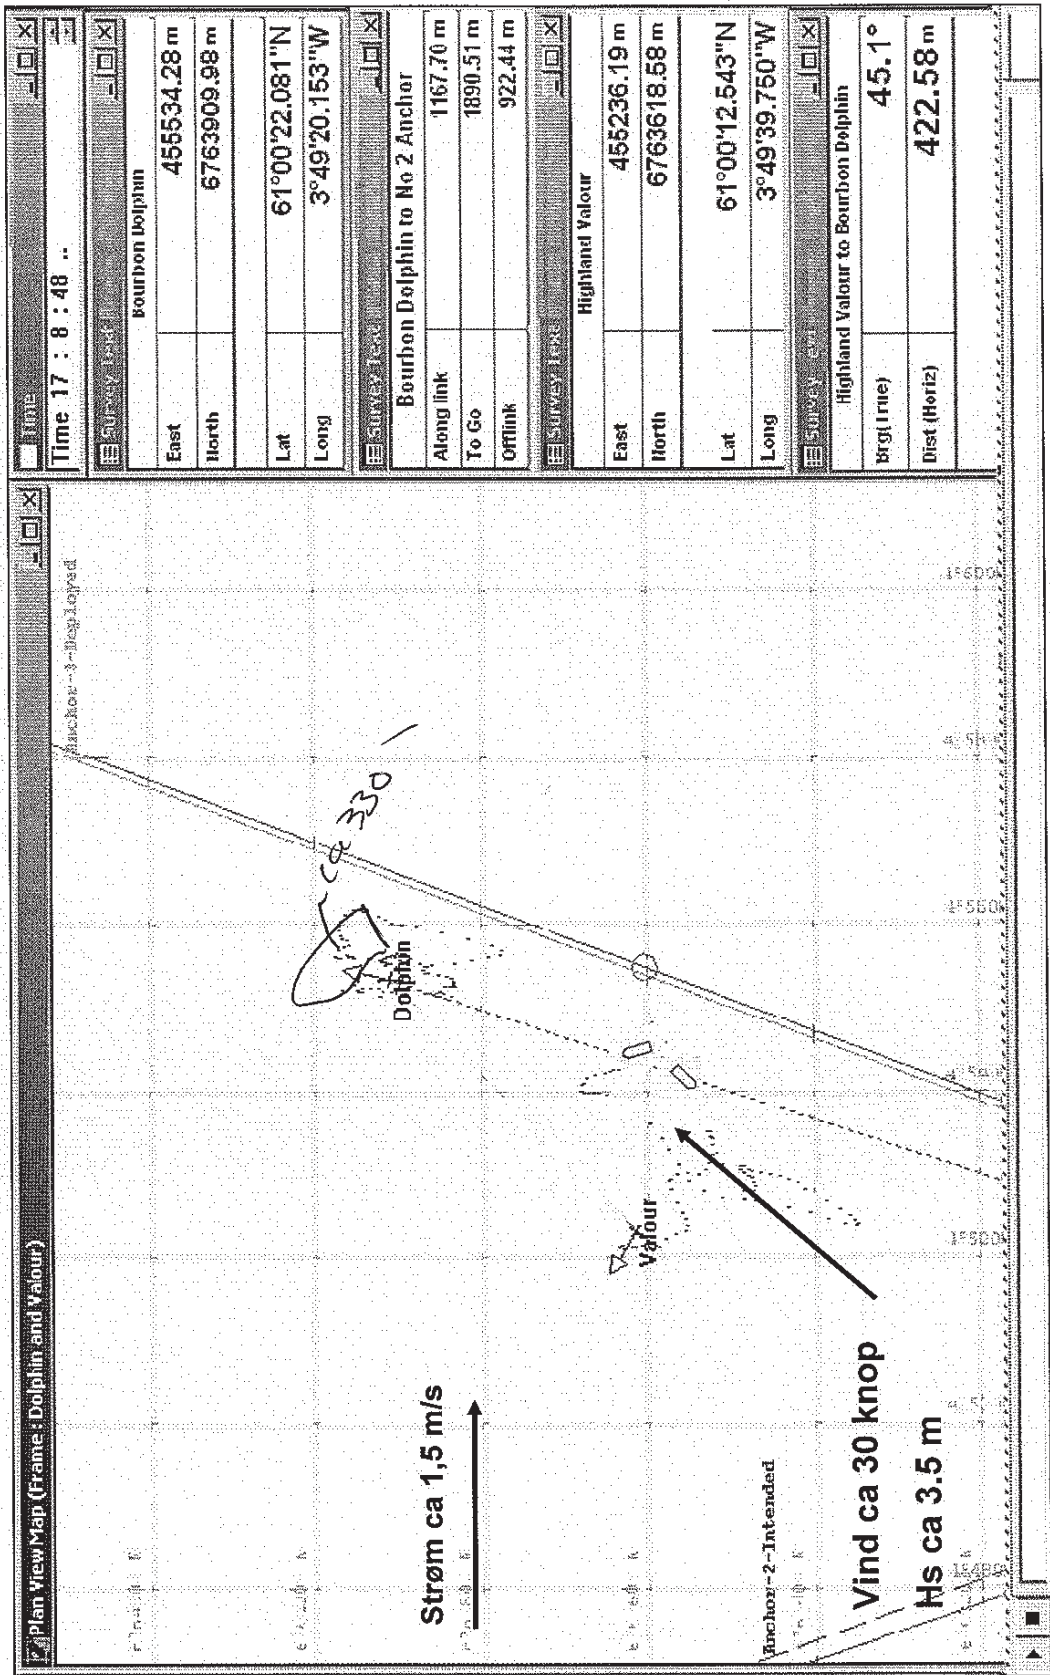 Plan View Map (Frame : Dolphin and Valour)
Anchor-3-Deployed
ca 330
Dolphin
Valour
Strøm ca 1,5 m/s
Anchor-2-Intended
Vind ca 30 knop
Hs ca 3.5 m
Time
Time 17 : 8 : 48 ..
Survey Text
Bourbon Dolphin
East 455534.28 m
North 6763909.98 m
Lat 61°00'22.081"N
Long 3°49'20.153"W
Survey Text
Bourbon Dolphin to No 2 Anchor
Along link 1167.70 m
To Go 1890.51 m
Offlink 922.44 m
Survey Text
Highland Valour
East 455236.19 m
North 6763618.58 m
Lat 61°00'12.543"N
Long 3°49'39.750"W
Highland Valour to Bourbon Dolphin
Brg(True) 45.1°
Dist (Horiz) 422.58 m